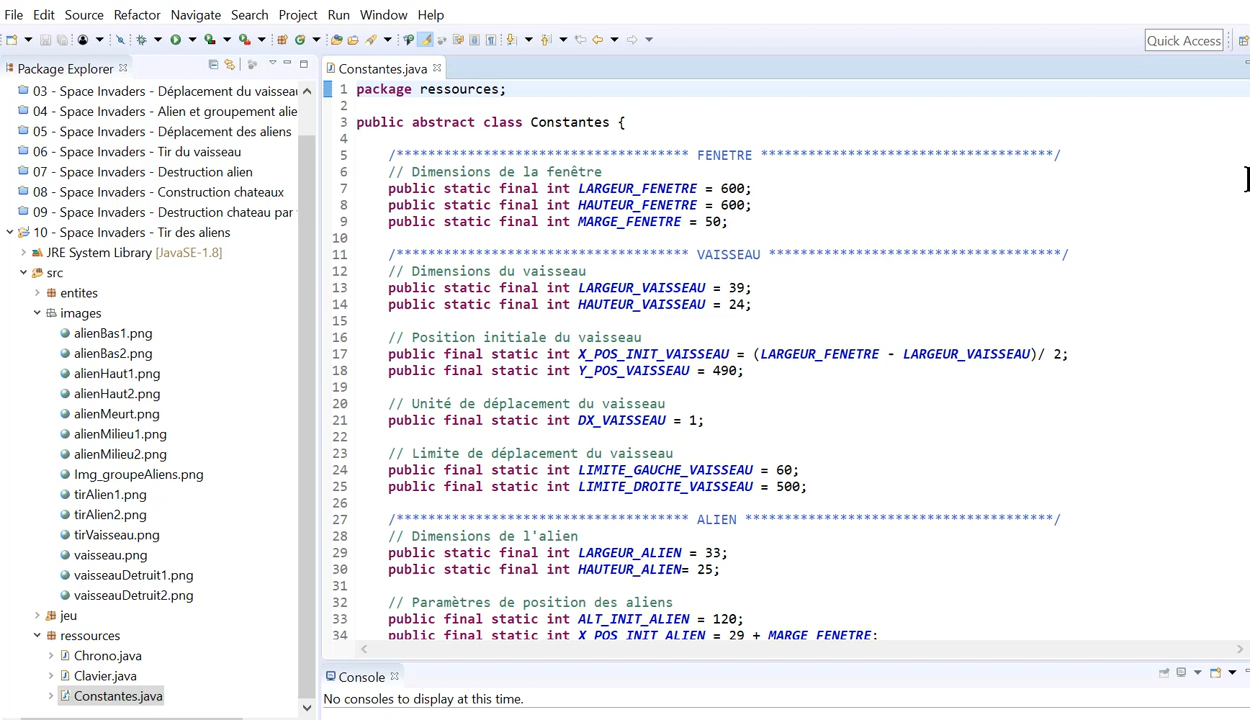 File Edit Source Refactor Navigate Search Project Run Window Help
Quick Access
Package Explorer
03 - Space Invaders - Déplacement du vaisseau
04 - Space Invaders - Alien et groupement alie
05 - Space Invaders - Déplacement des aliens
06 - Space Invaders - Tir du vaisseau
07 - Space Invaders - Destruction alien
08 - Space Invaders - Construction chateaux
09 - Space Invaders - Destruction chateau par
10 - Space Invaders - Tir des aliens
JRE System Library [JavaSE-1.8]
src
entites
images
alienBas1.png
alienBas2.png
alienHaut1.png
alienHaut2.png
alienMeurt.png
alienMilieu1.png
alienMilieu2.png
Img_groupeAliens.png
tirAlien1.png
tirAlien2.png
tirVaisseau.png
vaisseau.png
vaisseauDetruit1.png
vaisseauDetruit2.png
jeu
ressources
Chrono.java
Clavier.java
Constantes.java
Constantes.java
1 package ressources;
2
3 public abstract class Constantes {
4
5 /************************************* FENETRE *************************************/
6 // Dimensions de la fenêtre
7 public static final int LARGEUR_FENETRE = 600;
8 public static final int HAUTEUR_FENETRE = 600;
9 public static final int MARGE_FENETRE = 50;
10
11 /************************************* VAISSEAU *************************************/
12 // Dimensions du vaisseau
13 public static final int LARGEUR_VAISSEAU = 39;
14 public static final int HAUTEUR_VAISSEAU = 24;
15
16 // Position initiale du vaisseau
17 public final static int X_POS_INIT_VAISSEAU = (LARGEUR_FENETRE - LARGEUR_VAISSEAU)/ 2;
18 public final static int Y_POS_VAISSEAU = 490;
19
20 // Unité de déplacement du vaisseau
21 public final static int DX_VAISSEAU = 1;
22
23 // Limite de déplacement du vaisseau
24 public final static int LIMITE_GAUCHE_VAISSEAU = 60;
25 public final static int LIMITE_DROITE_VAISSEAU = 500;
26
27 /************************************* ALIEN ***************************************/
28 // Dimensions de l'alien
29 public final static int LARGEUR_ALIEN = 33;
30 public final static int HAUTEUR_ALIEN= 25;
31
32 // Paramètres de position des aliens
33 public final static int ALT_INIT_ALIEN = 120;
34 public final static int X_POS_INIT_ALIEN = 29 + MARGE_FENETRE;
Console
No consoles to display at this time.